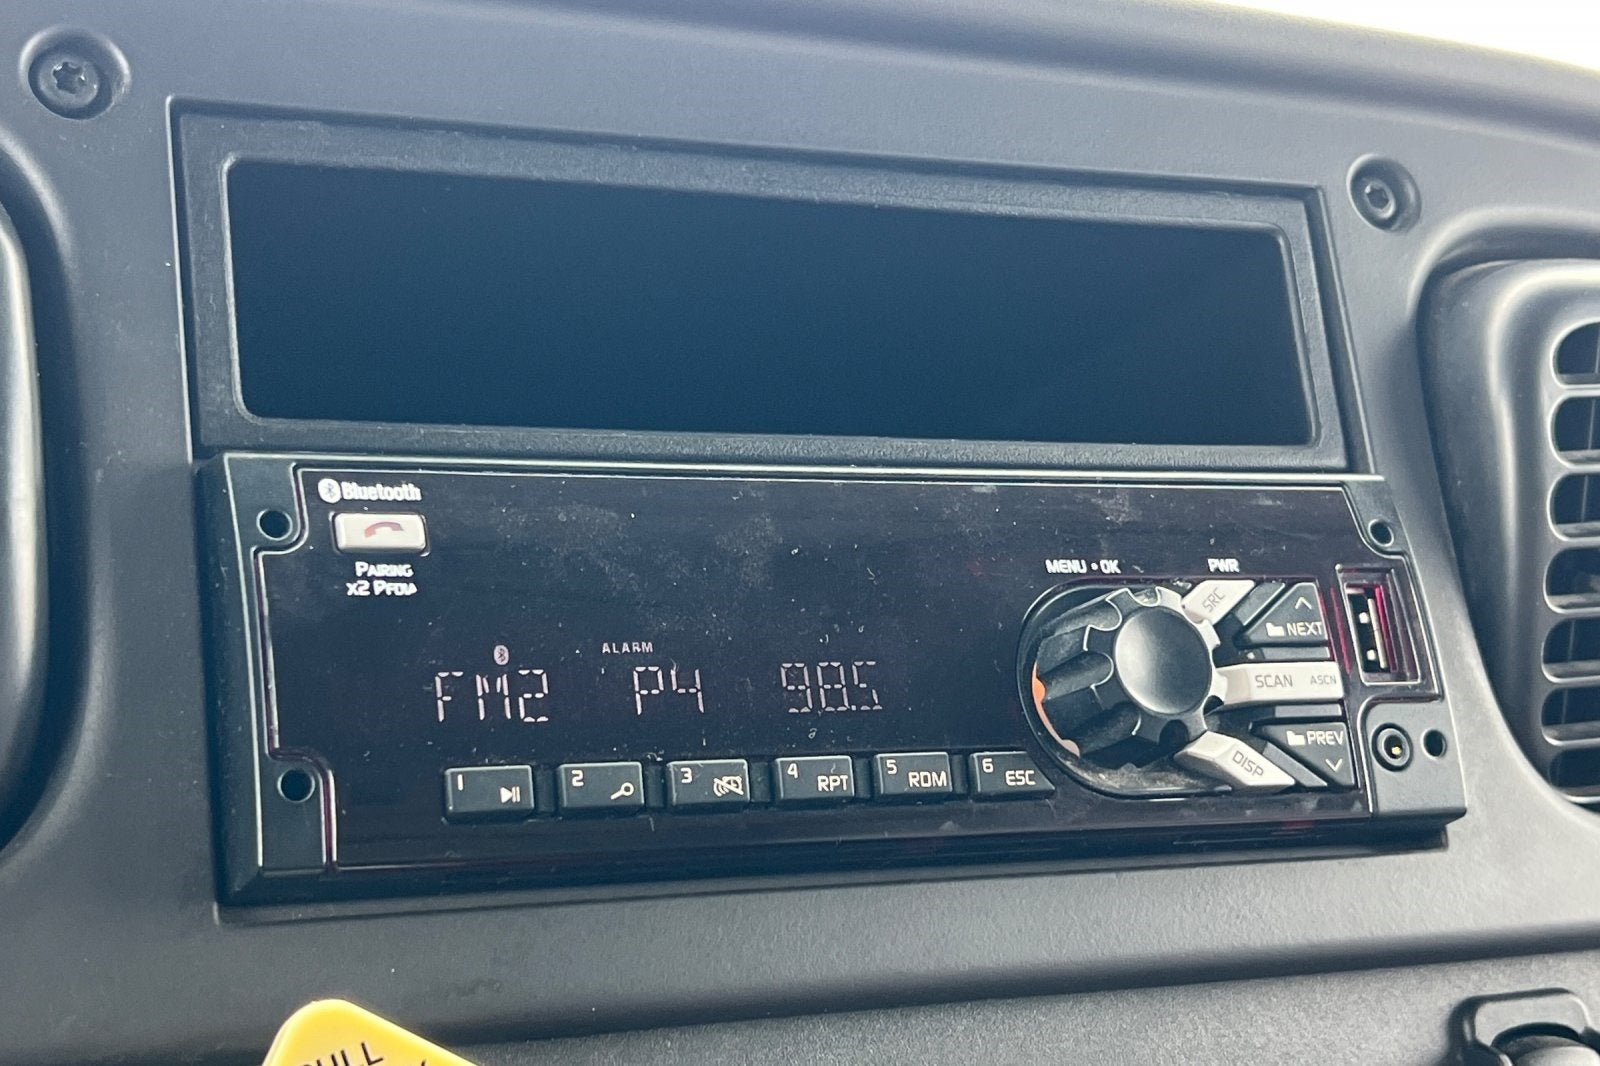 Bluetooth
PAIRING
MENU • OK
PWR
SRC
NEXT
SCAN ASCN
PREV
DISP
ALARM
FM2 P4 98.5
1
2
3
4 RPT
5 RDM
6 ESC
PULL